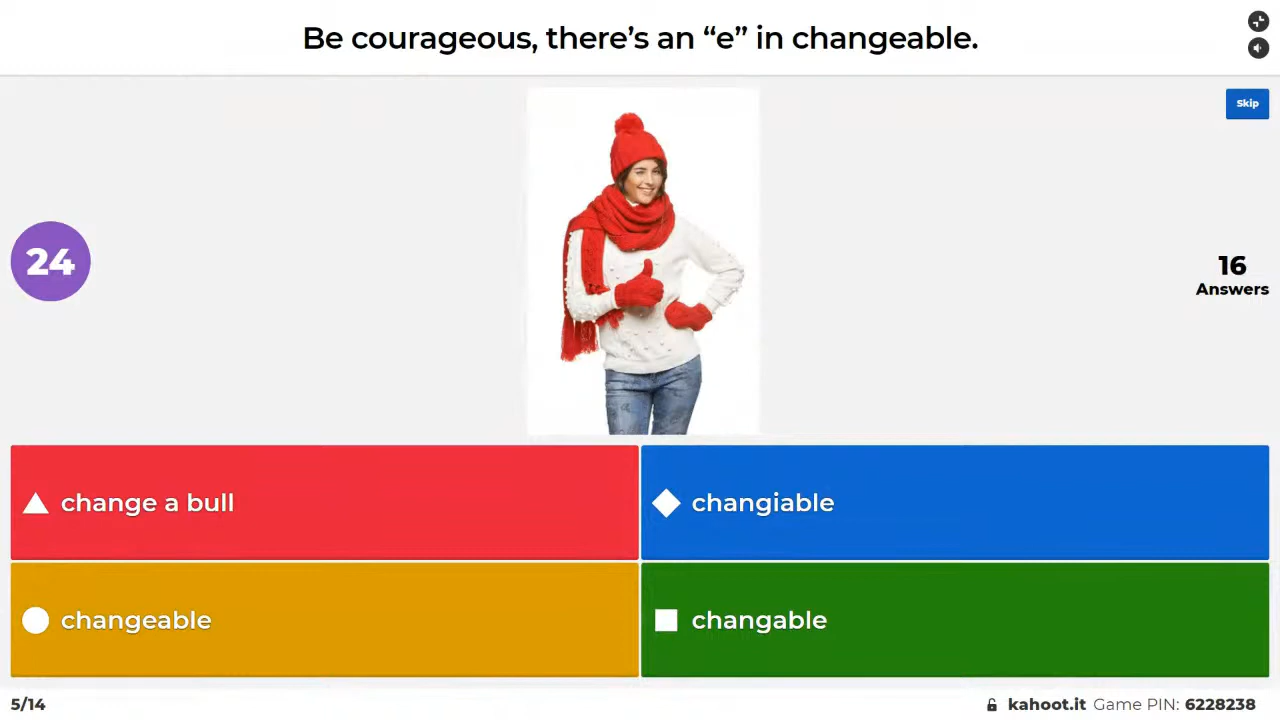 Be courageous, there’s an “e” in changeable.
Skip
24
16
Answers
change a bull
changiable
changeable
changable
5/14
kahoot.it Game PIN: 6228238